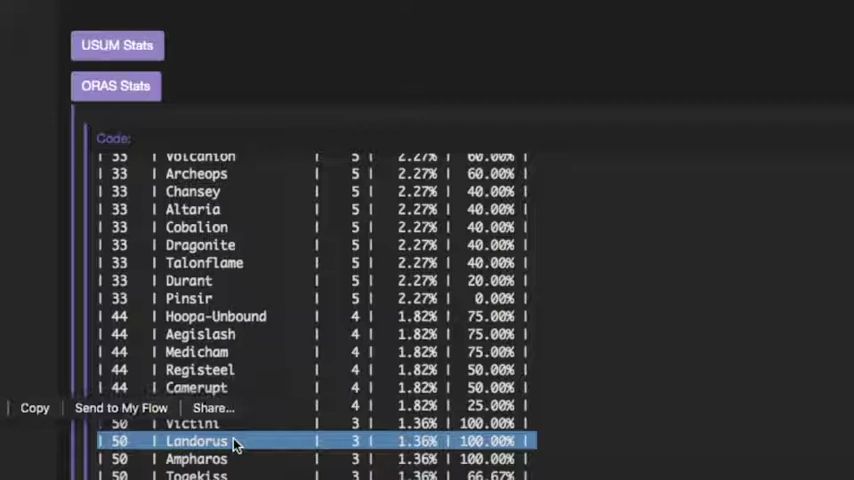 USUM Stats
ORAS Stats
Code:
| 33 | Volcanion | 5 | 2.27% | 60.00% |
| 33 | Archeops | 5 | 2.27% | 60.00% |
| 33 | Chansey | 5 | 2.27% | 40.00% |
| 33 | Altaria | 5 | 2.27% | 40.00% |
| 33 | Cobalion | 5 | 2.27% | 40.00% |
| 33 | Dragonite | 5 | 2.27% | 40.00% |
| 33 | Talonflame | 5 | 2.27% | 40.00% |
| 33 | Durant | 5 | 2.27% | 20.00% |
| 33 | Pinsir | 5 | 2.27% | 0.00% |
| 44 | Hoopa-Unbound | 4 | 1.82% | 75.00% |
| 44 | Aegislash | 4 | 1.82% | 75.00% |
| 44 | Medicham | 4 | 1.82% | 75.00% |
| 44 | Registeel | 4 | 1.82% | 50.00% |
| 44 | Camerupt | 4 | 1.82% | 50.00% |
| Copy | Send to My Flow | Share... | 4 | 1.82% | 25.00% |
| 50 | Victini | 3 | 1.36% | 100.00% |
| 50 | Landorus | 3 | 1.36% | 100.00% |
| 50 | Ampharos | 3 | 1.36% | 100.00% |
| 50 | Togekiss | 3 | 1.36% | 66.67% |